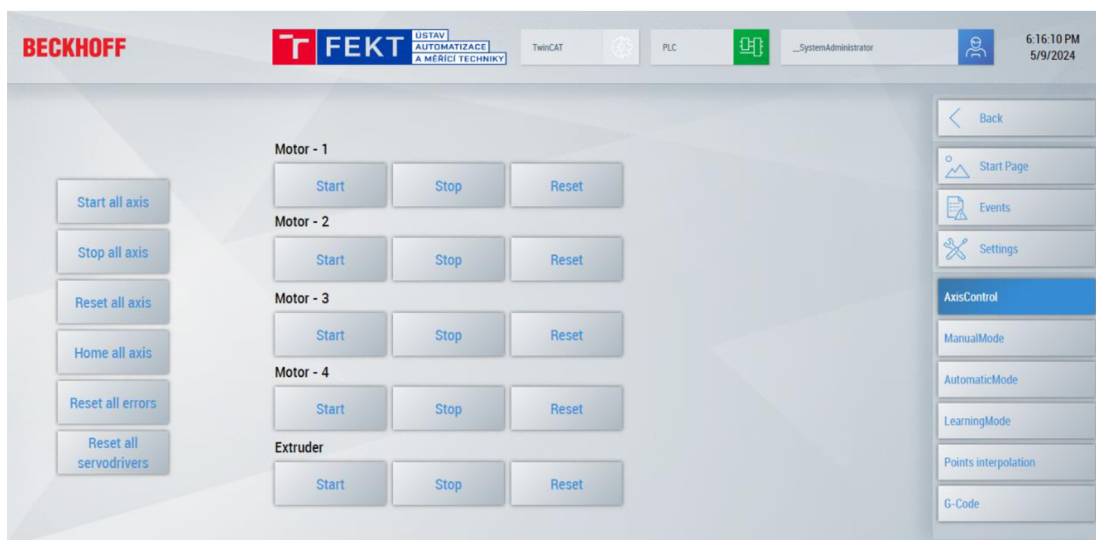 BECKHOFF
T FEKT ÚSTAV
AUTOMATIZACE
A MĚŘICÍ TECHNIKY
TwinCAT
PLC
__SystemAdministrator
6:16:10 PM
5/9/2024
Start all axis
Stop all axis
Reset all axis
Home all axis
Reset all errors
Reset all
servodrivers
Motor - 1
Start Stop Reset
Motor - 2
Start Stop Reset
Motor - 3
Start Stop Reset
Motor - 4
Start Stop Reset
Extruder
Start Stop Reset
Back
Start Page
Events
Settings
AxisControl
ManualMode
AutomaticMode
LearningMode
Points interpolation
G-Code